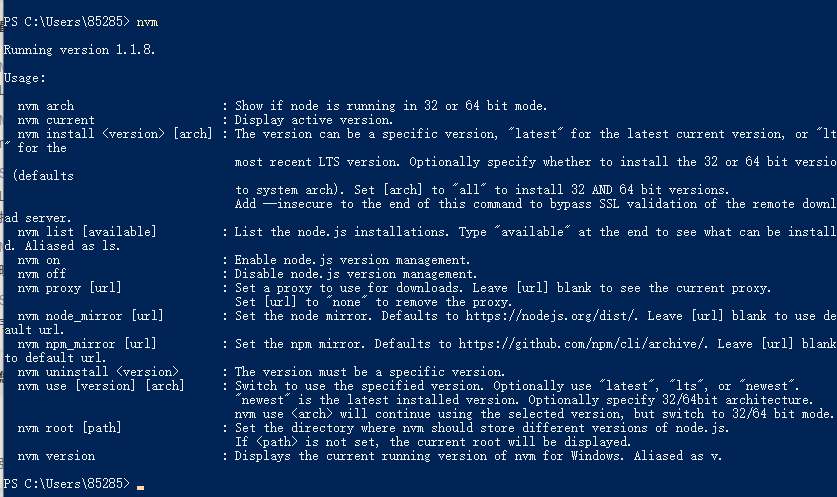 PS C:\Users\85285> nvm
Running version 1.1.8.
Usage:
nvm arch : Show if node is running in 32 or 64 bit mode.
nvm current : Display active version.
nvm install <version> [arch] : The version can be a specific version, "latest" for the latest current version, or "lt
" for the
most recent LTS version. Optionally specify whether to install the 32 or 64 bit versio
(defaults
to system arch). Set [arch] to "all" to install 32 AND 64 bit versions.
Add --insecure to the end of this command to bypass SSL validation of the remote downl
ad server.
nvm list [available] : List the node.js installations. Type "available" at the end to see what can be install
d. Aliased as ls.
nvm on : Enable node.js version management.
nvm off : Disable node.js version management.
nvm proxy [url] : Set a proxy to use for downloads. Leave [url] blank to see the current proxy.
Set [url] to "none" to remove the proxy.
nvm node_mirror [url] : Set the node mirror. Defaults to https://nodejs.org/dist/. Leave [url] blank to use de
ault url.
nvm npm_mirror [url] : Set the npm mirror. Defaults to https://github.com/npm/cli/archive/. Leave [url] blank
to default url.
nvm uninstall <version> : The version must be a specific version.
nvm use [version] [arch] : Switch to use the specified version. Optionally use "latest", "lts", or "newest".
"newest" is the latest installed version. Optionally specify 32/64bit architecture.
nvm use <arch> will continue using the selected version, but switch to 32/64 bit mode.
nvm root [path] : Set the directory where nvm should store different versions of node.js.
If <path> is not set, the current root will be displayed.
nvm version : Displays the current running version of nvm for Windows. Aliased as v.
PS C:\Users\85285>